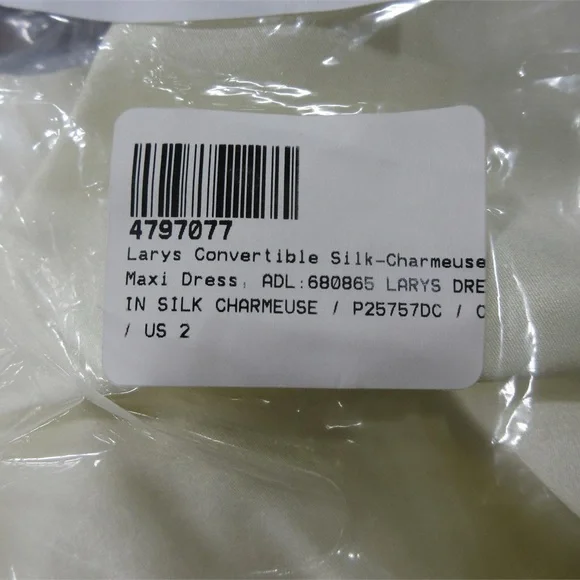 4797077
Larys Convertible Silk-Charmeuse
Maxi Dress, ADL:680865 LARYS DRE
IN SILK CHARMEUSE / P25757DC / C
/ US 2